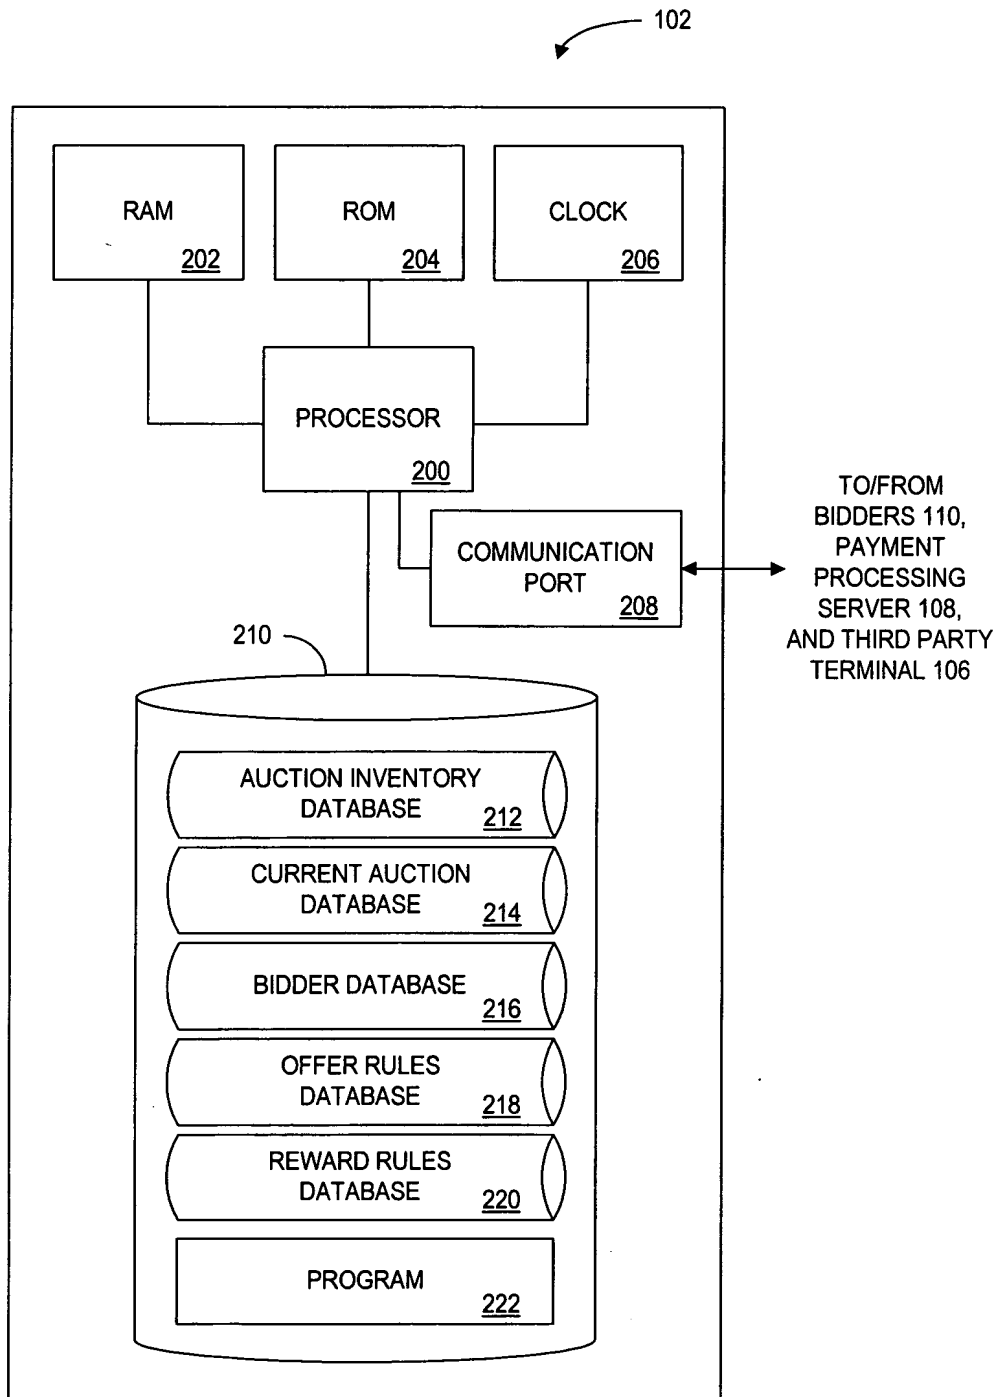 102
RAM
202
ROM
204
CLOCK
206
PROCESSOR
200
COMMUNICATION
PORT
208
TO/FROM
BIDDERS 110,
PAYMENT
PROCESSING
SERVER 108,
AND THIRD PARTY
TERMINAL 106
210
AUCTION INVENTORY
DATABASE
212
CURRENT AUCTION
DATABASE
214
BIDDER DATABASE
216
OFFER RULES
DATABASE
218
REWARD RULES
DATABASE
220
PROGRAM
222